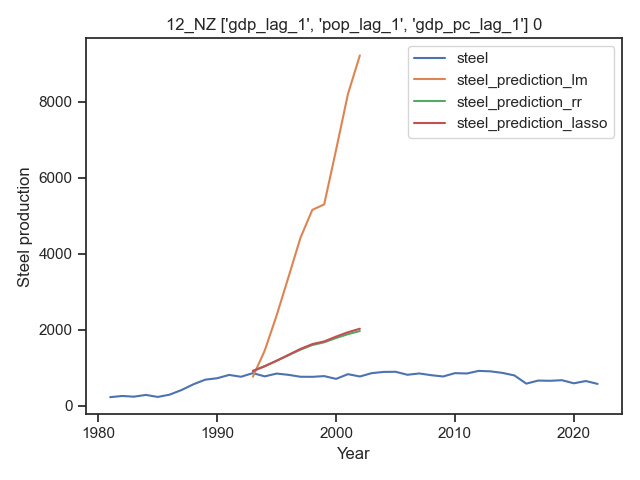 12_NZ ['gdp_lag_1', 'pop_lag_1', 'gdp_pc_lag_1'] 0
steel
steel_prediction_lm
steel_prediction_rr
steel_prediction_lasso
Steel production
8000
6000
4000
2000
0
1980
1990
2000
2010
2020
Year